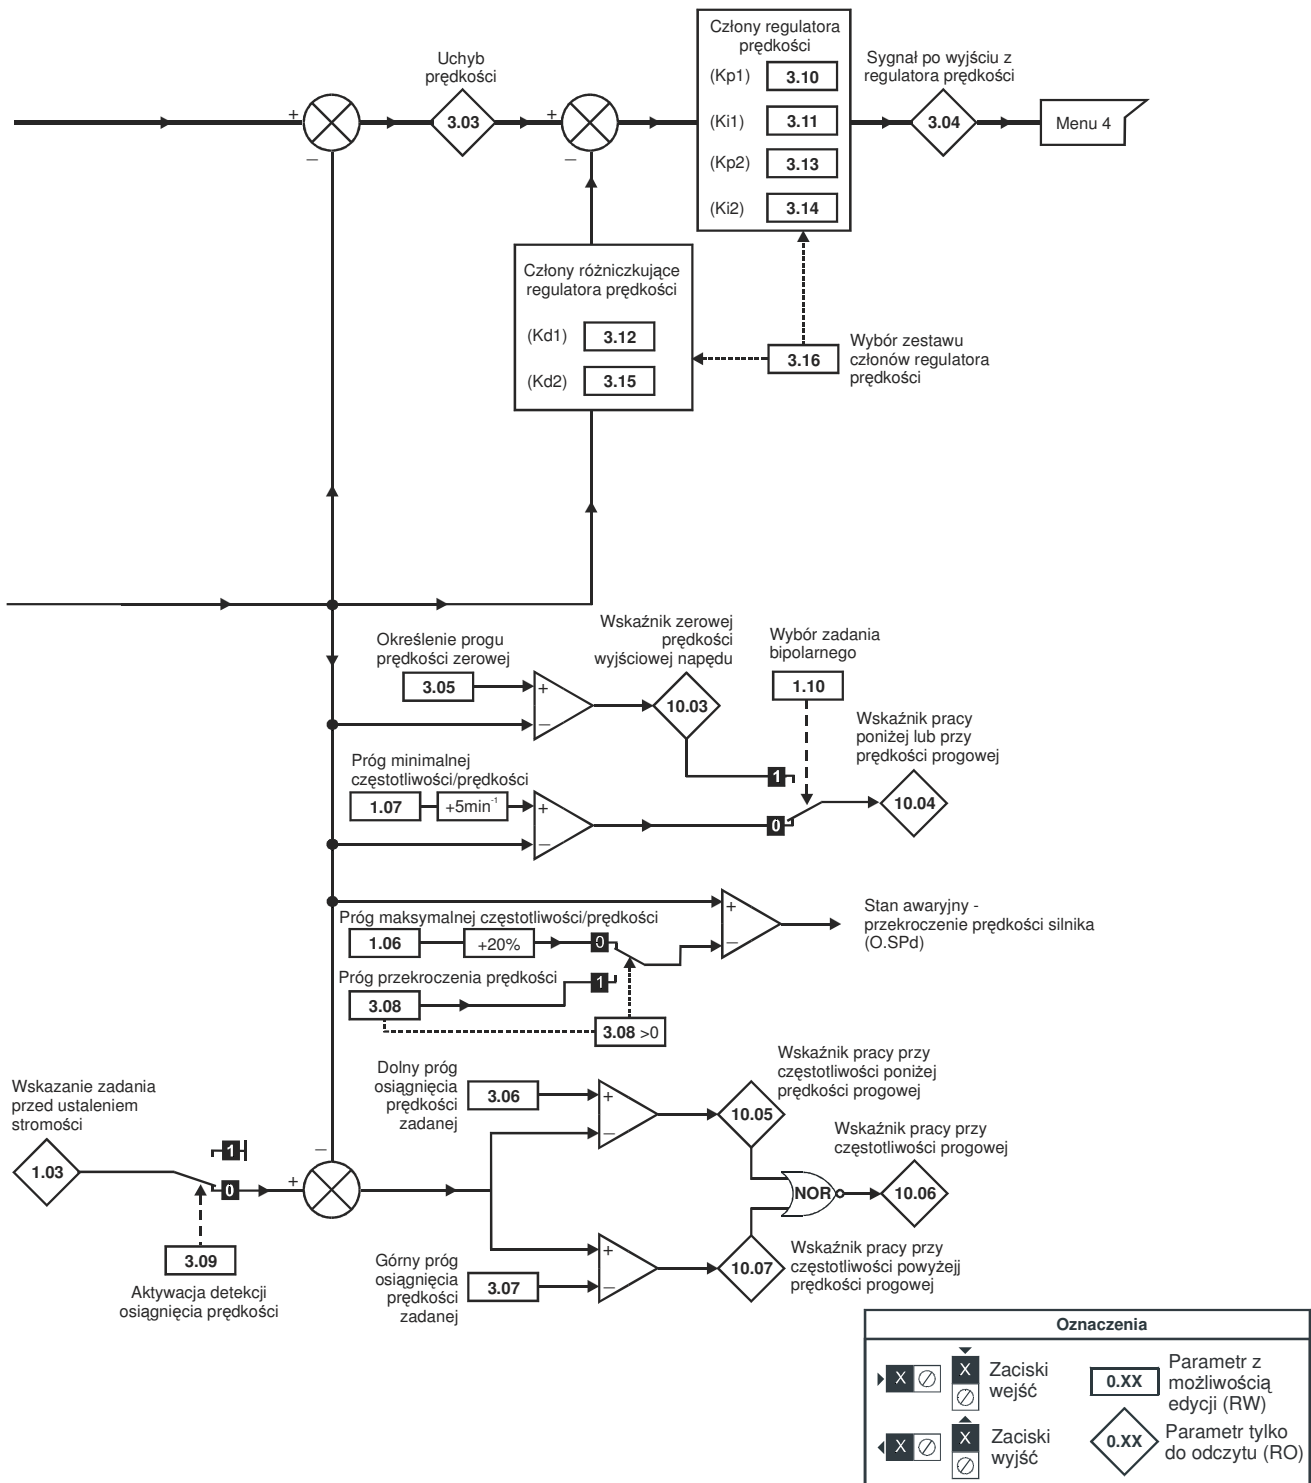 Człony regulatora
prędkości
(Kp1) 3.10
(Ki1) 3.11
(Kp2) 3.13
(Ki2) 3.14
Uchyb
prędkości
+
−
3.03
+
−
Sygnał po wyjściu z
regulatora prędkości
3.04
Menu 4
Człony różniczkujące
regulatora prędkości
(Kd1) 3.12
(Kd2) 3.15
3.16
Wybór zestawu
członów regulatora
prędkości
Określenie progu
prędkości zerowej
3.05
+
−
Wskaźnik zerowej
prędkości
wyjściowej napędu
10.03
Wybór zadania
bipolarnego
1.10
1
0
Wskaźnik pracy
poniżej lub przy
prędkości progowej
10.04
Próg minimalnej
częstotliwości/prędkości
1.07 +5min-1
+
−
Próg maksymalnej częstotliwości/prędkości
1.06 +20% 0
Próg przekroczenia prędkości
1
3.08
3.08 >0
+
−
Stan awaryjny -
przekroczenie prędkości silnika
(O.SPd)
Wskazanie zadania
przed ustaleniem
stromości
1.03
1
0
3.09
Aktywacja detekcji
osiągnięcia prędkości
−
+
Dolny próg
osiągnięcia
prędkości
zadanej
3.06
+
−
Wskaźnik pracy przy
częstotliwości poniżej
prędkości progowej
10.05
Wskaźnik pracy przy
częstotliwości progowej
NOR
10.06
Górny próg
osiągnięcia
prędkości
zadanej
3.07
+
−
10.07
Wskaźnik pracy przy
częstotliwości powyżejj
prędkości progowej
Oznaczenia
X
X
Zaciski
wejść
X
X
Zaciski
wyjść
0.XX
Parametr z
możliwością
edycji (RW)
0.XX
Parametr tylko
do odczytu (RO)